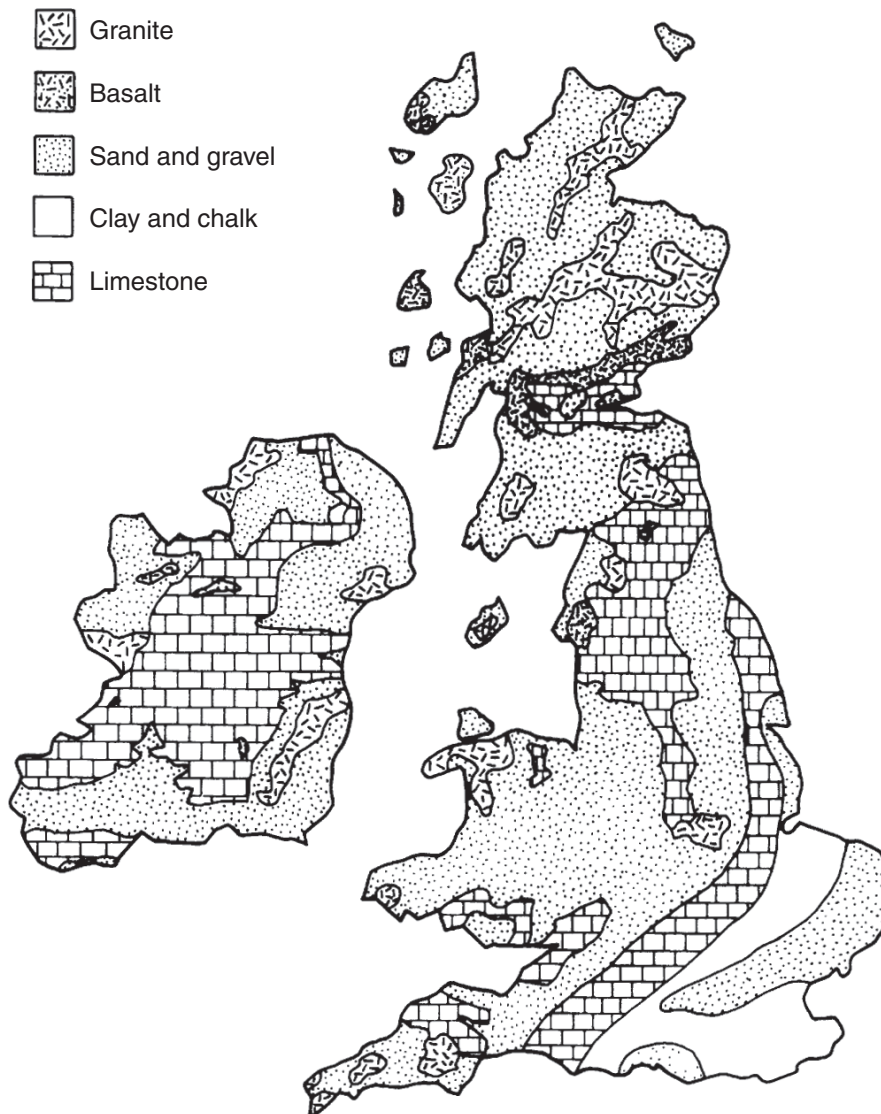 Granite
Basalt
Sand and gravel
Clay and chalk
Limestone